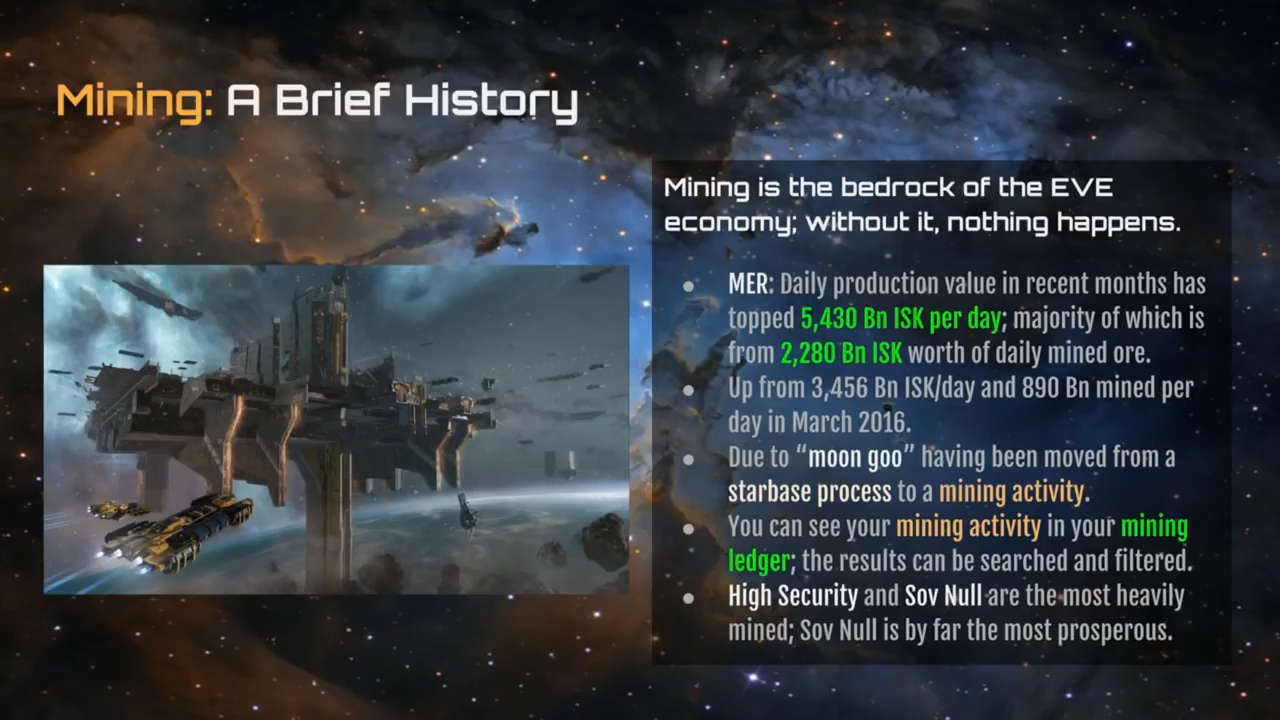 Mining: A Brief History
Mining is the bedrock of the EVE
economy; without it, nothing happens.
● MER: Daily production value in recent months has
topped 5,430 Bn ISK per day; majority of which is
from 2,280 Bn ISK worth of daily mined ore.
● Up from 3,456 Bn ISK/day and 890 Bn mined per
day in March 2016.
● Due to “moon goo” having been moved from a
starbase process to a mining activity.
● You can see your mining activity in your mining
ledger; the results can be searched and filtered.
● High Security and Sov Null are the most heavily
mined; Sov Null is by far the most prosperous.